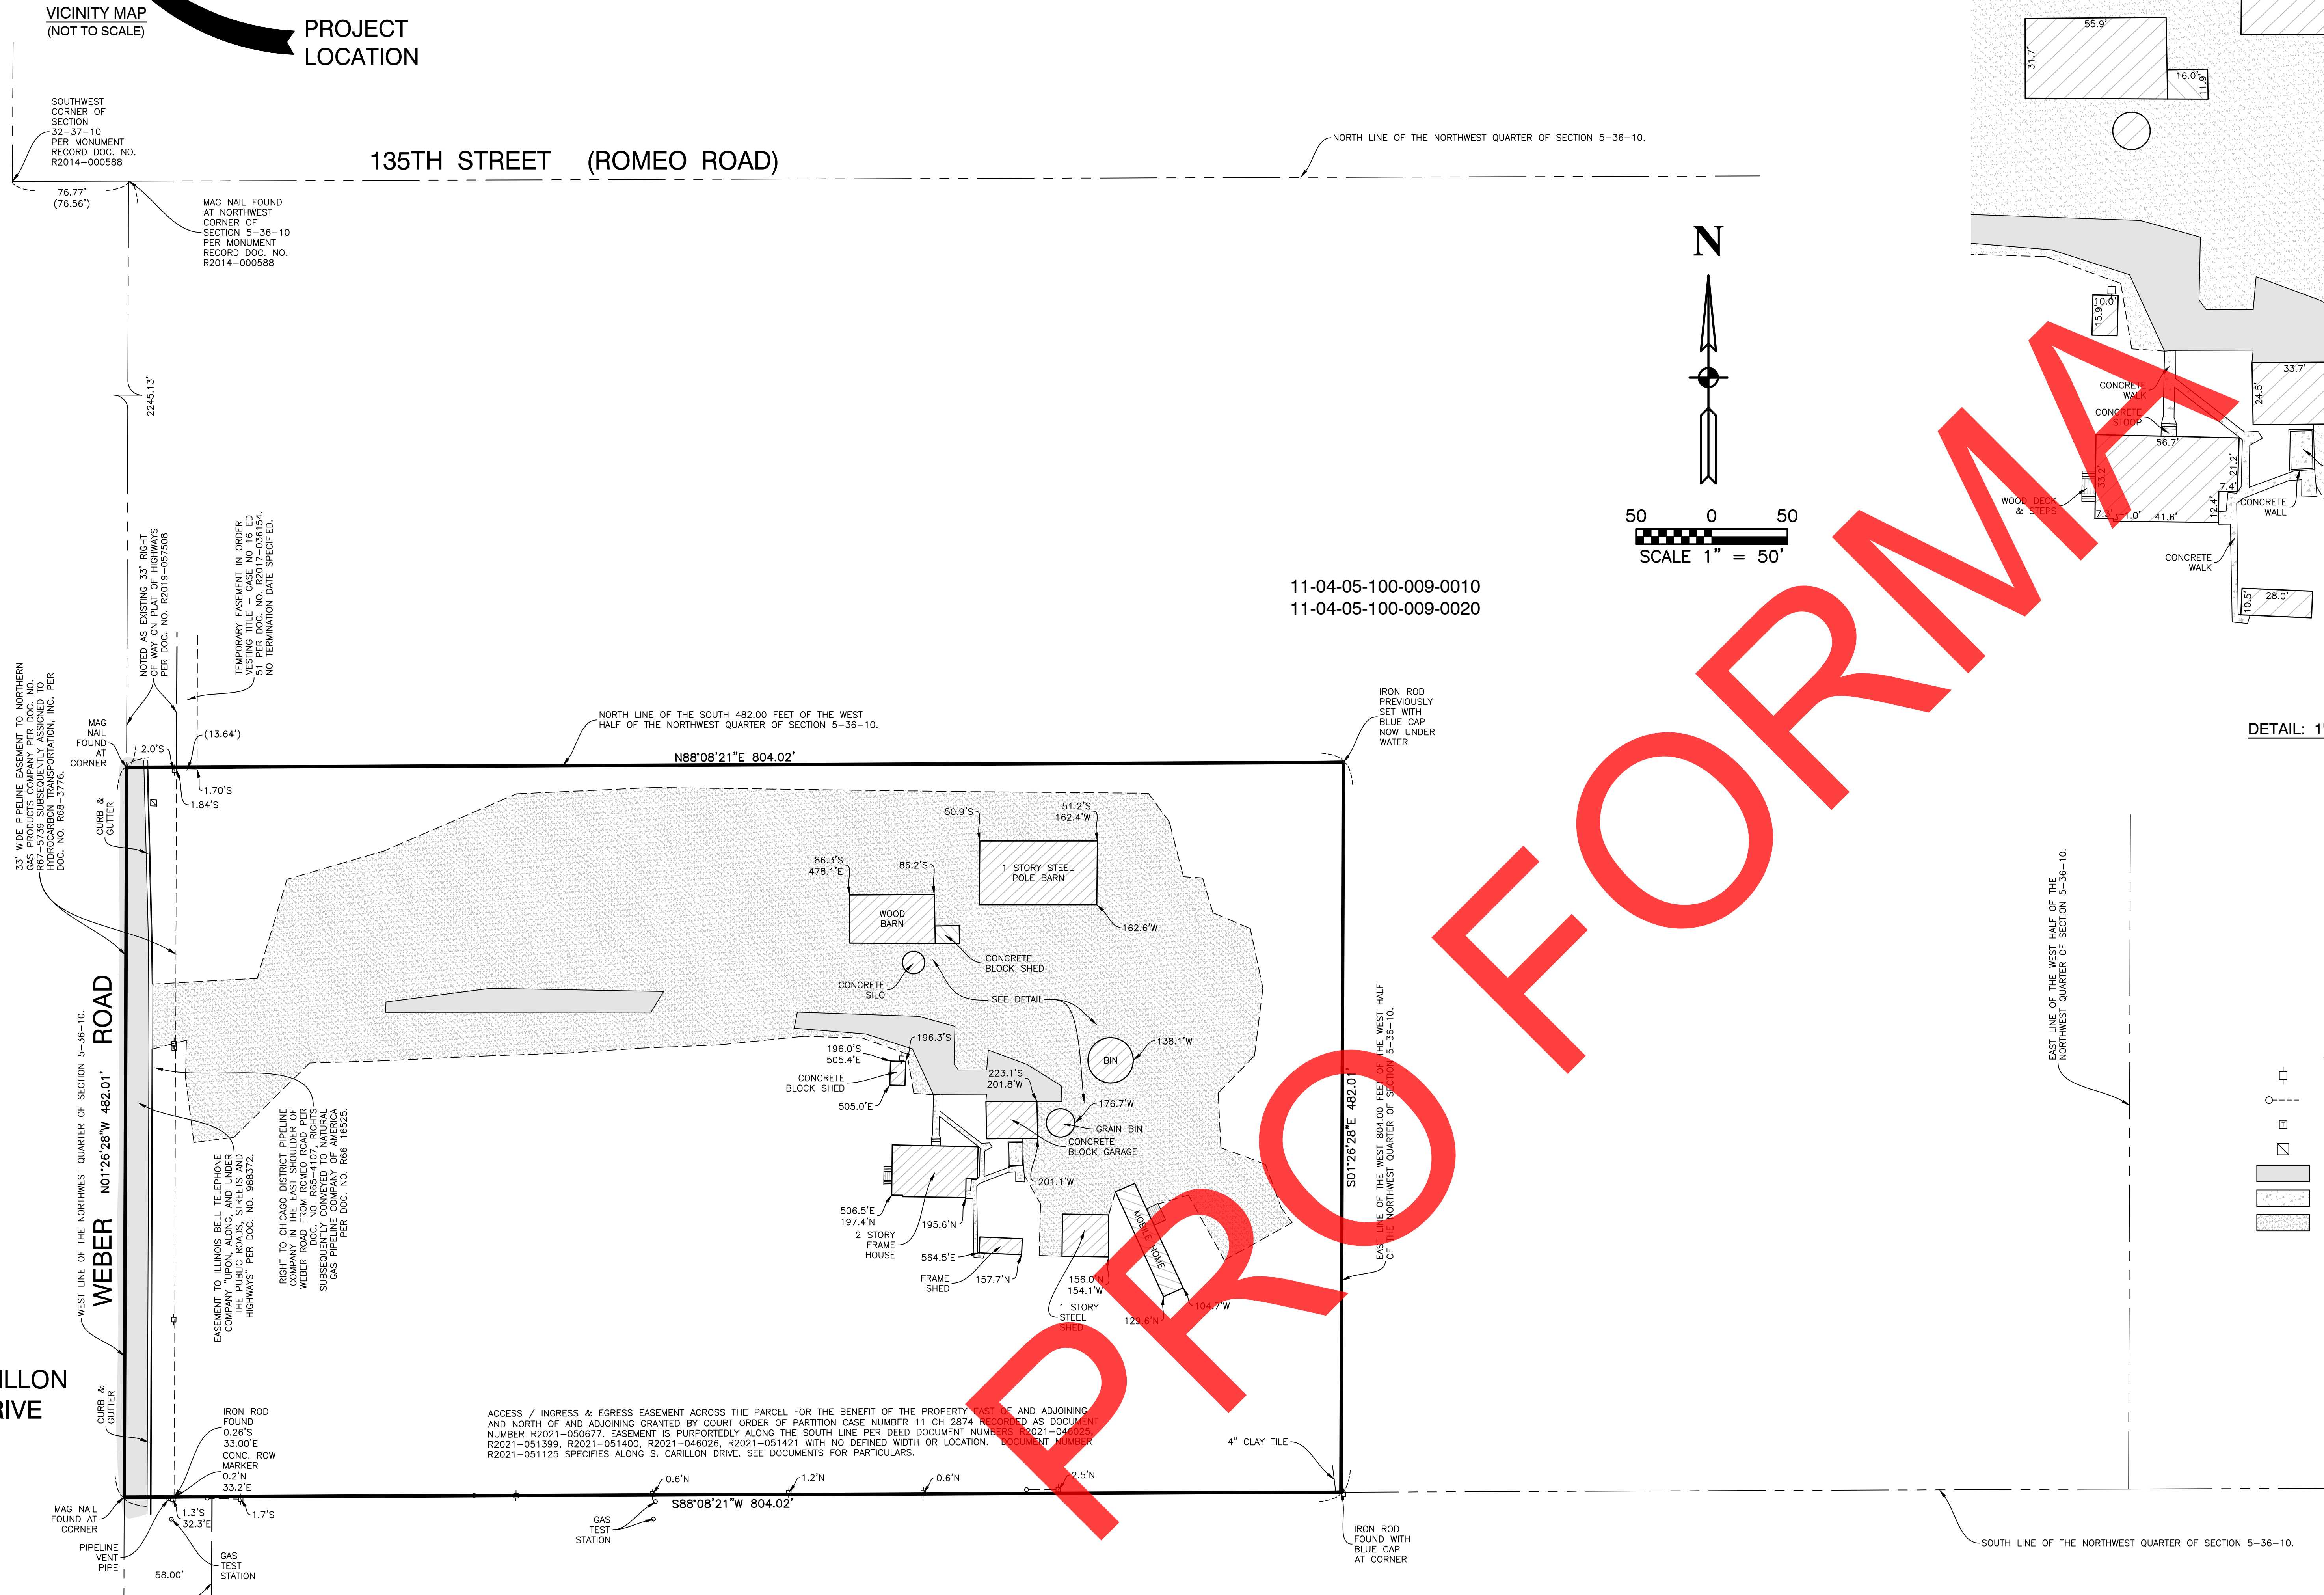 VICINITY MAP
(NOT TO SCALE)
PROJECT
LOCATION
SOUTHWEST
CORNER OF
SECTION
32-37-10
PER MONUMENT
RECORD DOC. NO.
R2014-000588
135TH STREET (ROMEO ROAD)
NORTH LINE OF THE NORTHWEST QUARTER OF SECTION 5-36-10.
76.77'
(76.56')
MAG NAIL FOUND
AT NORTHWEST
CORNER OF
SECTION 5-36-10
PER MONUMENT
RECORD DOC. NO.
R2014-000588
2245.13'
N
50 0 50
SCALE 1" = 50'
11-04-05-100-009-0010
11-04-05-100-009-0020
55.9'
31.7'
16.0'
11.9'
10.0'
15.9'
CONCRETE
WALK
CONCRETE
STOOP
33.7'
24.5'
56.7'
33.2'
21.2'
7.4'
12.4'
WOOD DECK
& STEPS
7.3'
1.0'
41.6'
CONCRETE
WALL
CONCRETE
WALK
10.5'
28.0'
DETAIL: 1"
NOTED AS EXISTING 33' RIGHT
OF WAY ON PLAT OF HIGHWAYS
PER DOC. NO. R2019-057508
TEMPORARY EASEMENT IN ORDER
VESTING TITLE - CASE NO 16 ED
51 PER DOC. NO. R2017-036154.
NO TERMINATION DATE SPECIFIED.
33' WIDE PIPELINE EASEMENT TO NORTHERN
GAS PRODUCTS COMPANY PER DOC. NO.
R67-5739 SUBSEQUENTLY ASSIGNED TO
HYDROCARBON TRANSPORTATION, INC. PER
DOC. NO. R68-3776.
MAG
NAIL
FOUND
AT
CORNER
2.0'S
(13.64')
1.70'S
1.84'S
CURB &
GUTTER
NORTH LINE OF THE SOUTH 482.00 FEET OF THE WEST
HALF OF THE NORTHWEST QUARTER OF SECTION 5-36-10.
N88°08'21"E 804.02'
IRON ROD
PREVIOUSLY
SET WITH
BLUE CAP
NOW UNDER
WATER
50.9'S
51.2'S
162.4'W
1 STORY STEEL
POLE BARN
162.6'W
86.3'S
478.1'E
86.2'S
WOOD
BARN
CONCRETE
BLOCK SHED
CONCRETE
SILO
SEE DETAIL
196.0'S
505.4'E
196.3'S
CONCRETE
BLOCK SHED
505.0'E
223.1'S
201.8'W
BIN
138.1'W
176.7'W
GRAIN BIN
CONCRETE
BLOCK GARAGE
201.1'W
506.5'E
197.4'N
195.6'N
2 STORY
FRAME
HOUSE
564.5'E
FRAME
SHED
157.7'N
156.0'N
154.1'W
1 STORY
STEEL
SHED
MOBILE HOME
129.6'N
104.7'W
WEST LINE OF THE NORTHWEST QUARTER OF SECTION 5-36-10.
WEBER ROAD
N01°26'28"W 482.01'
EASEMENT TO ILLINOIS BELL TELEPHONE
COMPANY "UPON, ALONG, AND UNDER
THE PUBLIC ROADS, STREETS AND
HIGHWAYS" PER DOC. NO. 988372.
RIGHT TO CHICAGO DISTRICT PIPELINE
COMPANY IN THE EAST SHOULDER OF
WEBER ROAD FROM ROMEO ROAD PER
DOC. NO. R65-4107, RIGHTS
SUBSEQUENTLY CONVEYED TO NATURAL
GAS PIPELINE COMPANY OF AMERICA
PER DOC. NO. R66-16525.
S01°26'28"E 482.01'
EAST LINE OF THE WEST 804.00 FEET OF THE WEST HALF
OF THE NORTHWEST QUARTER OF SECTION 5-36-10.
EAST LINE OF THE WEST HALF OF THE
NORTHWEST QUARTER OF SECTION 5-36-10.
T
ILLON
RIVE
CURB &
GUTTER
IRON ROD
FOUND
0.26'S
33.00'E
CONC. ROW
MARKER
0.2'N
33.2'E
ACCESS / INGRESS & EGRESS EASEMENT ACROSS THE PARCEL FOR THE BENEFIT OF THE PROPERTY EAST OF AND ADJOINING
AND NORTH OF AND ADJOINING GRANTED BY COURT ORDER OF PARTITION CASE NUMBER 11 CH 2874 RECORDED AS DOCUMENT
NUMBER R2021-050677. EASEMENT IS PURPORTEDLY ALONG THE SOUTH LINE PER DEED DOCUMENT NUMBERS R2021-046025,
R2021-051399, R2021-051400, R2021-046026, R2021-051421 WITH NO DEFINED WIDTH OR LOCATION. DOCUMENT NUMBER
R2021-051125 SPECIFIES ALONG S. CARILLON DRIVE. SEE DOCUMENTS FOR PARTICULARS.
4" CLAY TILE
0.6'N
1.2'N
0.6'N
2.5'N
S88°08'21"W 804.02'
MAG NAIL
FOUND AT
CORNER
1.3'S
32.3'E
1.7'S
PIPELINE
VENT
PIPE
GAS
TEST
STATION
58.00'
GAS
TEST
STATION
IRON ROD
FOUND WITH
BLUE CAP
AT CORNER
SOUTH LINE OF THE NORTHWEST QUARTER OF SECTION 5-36-10.
PRO FORMA